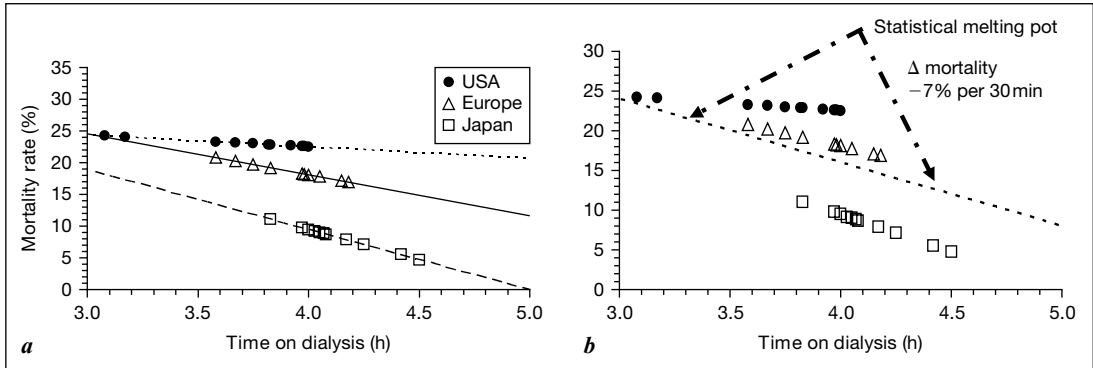 35
30
25
20
15
10
5
0
Mortality rate (%)
USA
Europe
Japan
3.0 3.5 4.0 4.5 5.0
Time on dialysis (h)
a
Statistical melting pot
Δ mortality
−7% per 30 min
30
25
20
15
10
5
0
3.0 3.5 4.0 4.5 5.0
Time on dialysis (h)
b